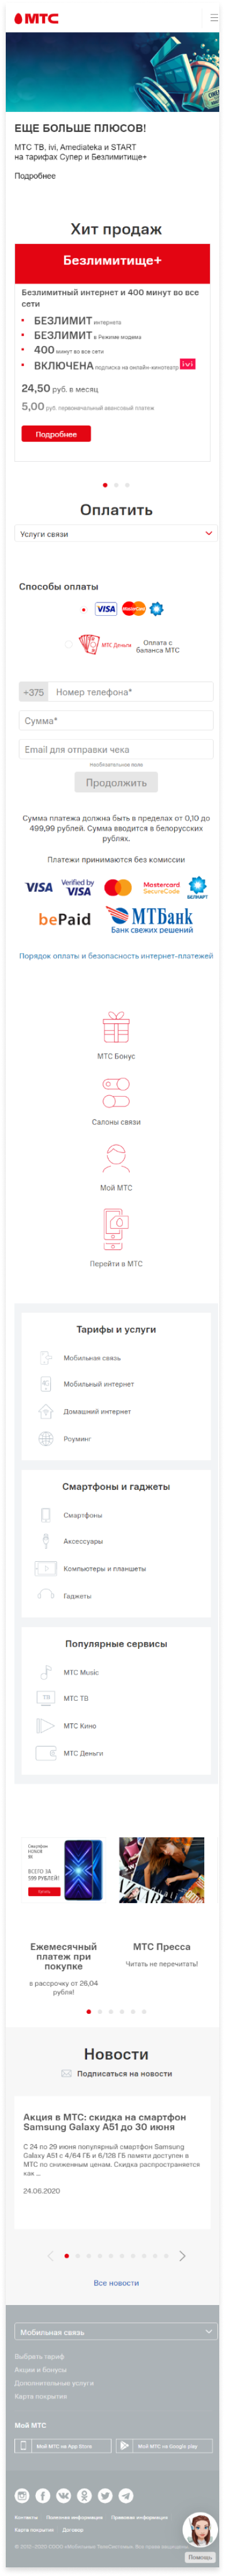 МТС
ЕЩЕ БОЛЬШЕ ПЛЮСОВ!
МТС ТВ, ivi, Amediateka и START
на тарифах Супер и Безлимитище+
Подробнее
Хит продаж
Безлимитище+
Безлимитный интернет и 400 минут во все
сети
• БЕЗЛИМИТ интернета
• БЕЗЛИМИТ в Режиме модема
• 400 минут во все сети
• ВКЛЮЧЕНА подписка на онлайн-кинотеатр ivi
24,50 руб. в месяц
5,00 руб. первоначальный авансовый платеж
Подробнее
Оплатить
Услуги связи
Способы оплаты
VISA MasterCard
МТС Деньги Оплата с
баланса МТС
+375 Номер телефона*
Сумма*
Email для отправки чека
Необязательное поле
Продолжить
Сумма платежа должна быть в пределах от 0,10 до
499,99 рублей. Сумма вводится в белорусских
рублях.
Платежи принимаются без комиссии
VISA Verified by VISA Mastercard SecureCode БЕЛКАРТ
bePaid МТBank
Банк свежих решений
Порядок оплаты и безопасность интернет-платежей
МТС Бонус
Салоны связи
Мой МТС
Перейти в МТС
Тарифы и услуги
Мобильная связь
Мобильный интернет
Домашний интернет
Роуминг
Смартфоны и гаджеты
Смартфоны
Аксессуары
Компьютеры и планшеты
Гаджеты
Популярные сервисы
МТС Music
ТВ МТС ТВ
МТС Кино
МТС Деньги
Смартфон
HONOR
9X
ВСЕГО ЗА
599 РУБЛЕЙ!
Ежемесячный
платеж при
покупке
в рассрочку от 26,04
рубля!
МТС Пресса
Читать не перечитать!
Новости
Подписаться на новости
Акция в МТС: скидка на смартфон
Samsung Galaxy A51 до 30 июня
С 24 по 29 июня популярный смартфон Samsung
Galaxy A51 с 4/64 ГБ и 6/128 ГБ памяти доступен в
МТС по сниженным ценам. Скидка распространяется
как ...
24.06.2020
Все новости
Мобильная связь
Выбрать тариф
Акции и бонусы
Дополнительные услуги
Карта покрытия
Мой МТС
Мой МТС на App Store
Мой МТС на Google play
Контакты Полезная информация Правовая информация
Карта покрытия Договор
Помощь